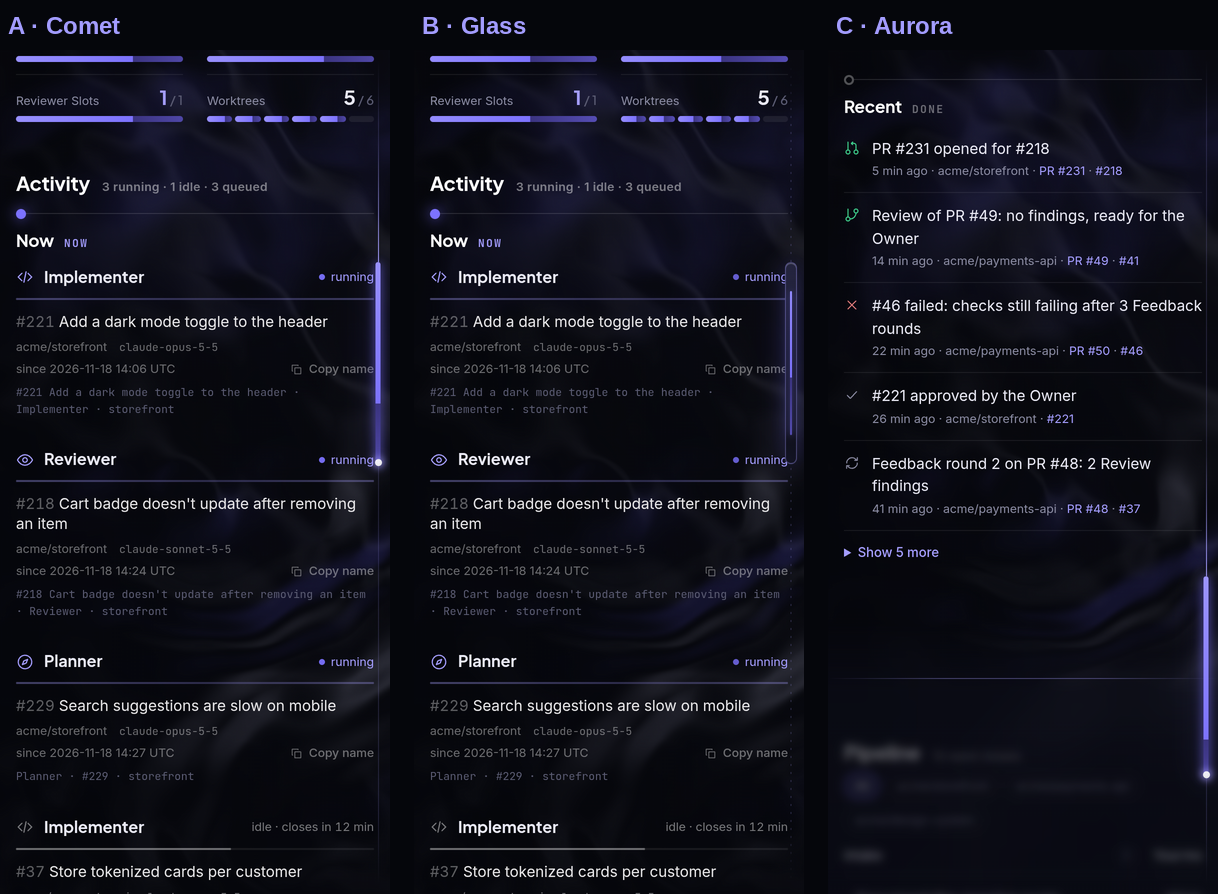 A · Comet
Reviewer Slots 1/1 Worktrees 5/6
Activity 3 running · 1 idle · 3 queued
Now NOW
Implementer running
#221 Add a dark mode toggle to the header
acme/storefront claude-opus-5-5
since 2026-11-18 14:06 UTC Copy name
#221 Add a dark mode toggle to the header ·
Implementer · storefront
Reviewer running
#218 Cart badge doesn't update after removing
an item
acme/storefront claude-sonnet-5-5
since 2026-11-18 14:24 UTC Copy name
#218 Cart badge doesn't update after removing an item
· Reviewer · storefront
Planner running
#229 Search suggestions are slow on mobile
acme/storefront claude-opus-5-5
since 2026-11-18 14:27 UTC Copy name
Planner · #229 · storefront
Implementer idle · closes in 12 min
#37 Store tokenized cards per customer
B · Glass
Reviewer Slots 1/1 Worktrees 5/6
Activity 3 running · 1 idle · 3 queued
Now NOW
Implementer running
#221 Add a dark mode toggle to the header
acme/storefront claude-opus-5-5
since 2026-11-18 14:06 UTC Copy name
#221 Add a dark mode toggle to the header ·
Implementer · storefront
Reviewer running
#218 Cart badge doesn't update after removing
an item
acme/storefront claude-sonnet-5-5
since 2026-11-18 14:24 UTC Copy name
#218 Cart badge doesn't update after removing an item
· Reviewer · storefront
Planner running
#229 Search suggestions are slow on mobile
acme/storefront claude-opus-5-5
since 2026-11-18 14:27 UTC Copy name
Planner · #229 · storefront
Implementer idle · closes in 12 min
#37 Store tokenized cards per customer
C · Aurora
Recent DONE
PR #231 opened for #218
5 min ago · acme/storefront · PR #231 · #218
Review of PR #49: no findings, ready for the
Owner
14 min ago · acme/payments-api · PR #49 · #41
#46 failed: checks still failing after 3 Feedback
rounds
22 min ago · acme/payments-api · PR #50 · #46
#221 approved by the Owner
26 min ago · acme/storefront · #221
Feedback round 2 on PR #48: 2 Review
findings
41 min ago · acme/payments-api · PR #48 · #37
Show 5 more
Pipeline